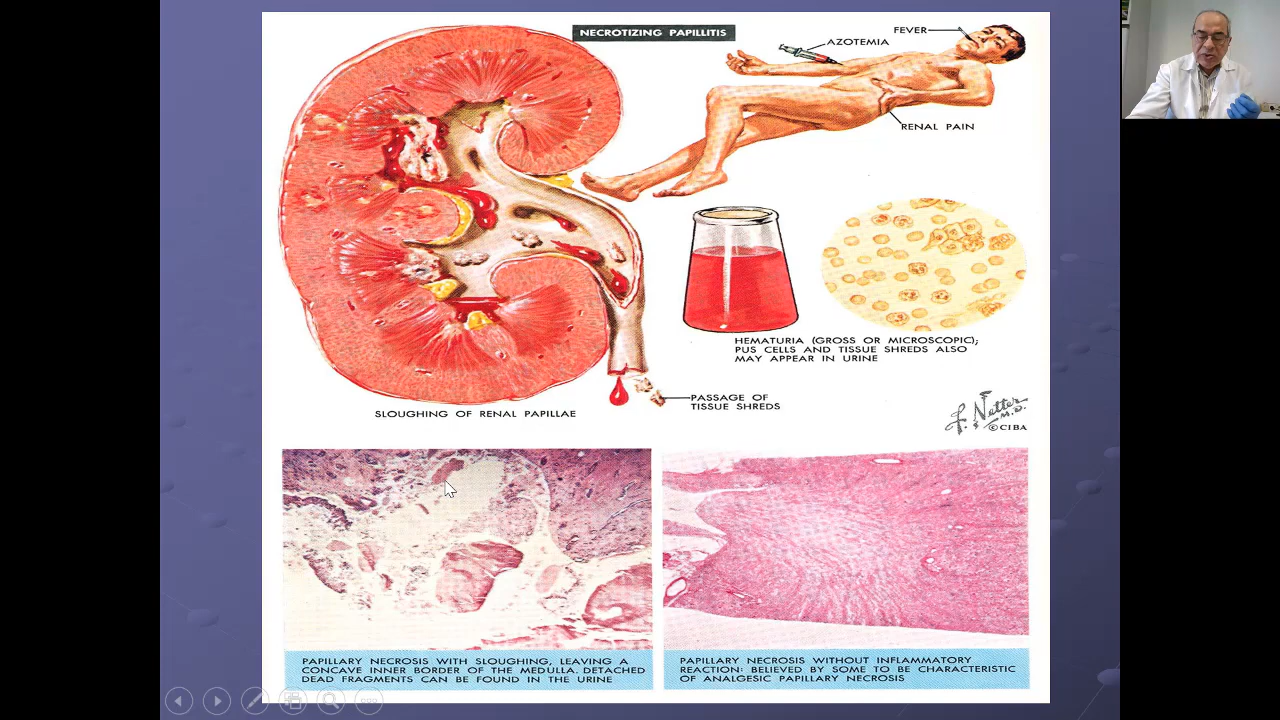 NECROTIZING PAPILLITIS
FEVER
AZOTEMIA
RENAL PAIN
HEMATURIA (GROSS OR MICROSCOPIC);
PUS CELLS AND TISSUE SHREDS ALSO
MAY APPEAR IN URINE
PASSAGE OF
TISSUE SHREDS
SLOUGHING OF RENAL PAPILLAE
F. Netter
M.D.
©CIBA
PAPILLARY NECROSIS WITH SLOUGHING, LEAVING A
CONCAVE INNER BORDER OF THE MEDULLA. DETACHED
DEAD FRAGMENTS CAN BE FOUND IN THE URINE
PAPILLARY NECROSIS WITHOUT INFLAMMATORY
REACTION: BELIEVED BY SOME TO BE CHARACTERISTIC
OF ANALGESIC PAPILLARY NECROSIS